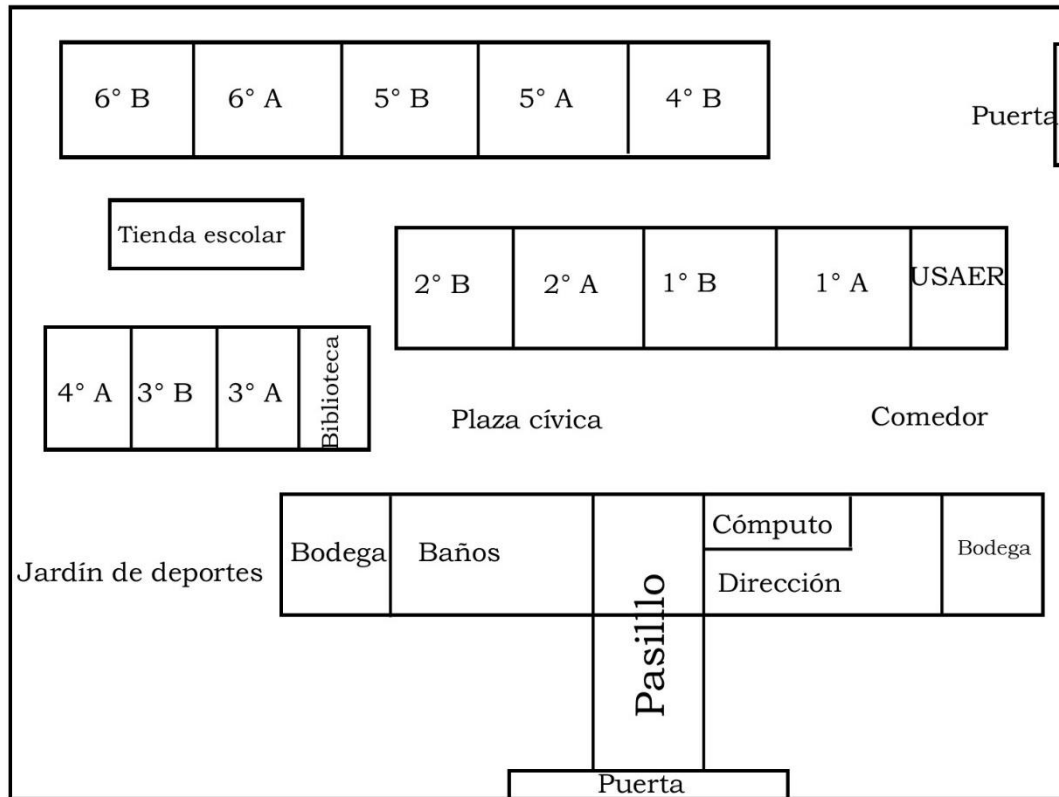 6° B
6° A
5° B
5° A
4° B
Puerta
Tienda escolar
2° B
2° A
1° B
1° A
USAER
4° A
3° B
3° A
Biblioteca
Plaza cívica
Comedor
Jardín de deportes
Bodega
Baños
Pasilllo
Cómputo
Dirección
Bodega
Puerta